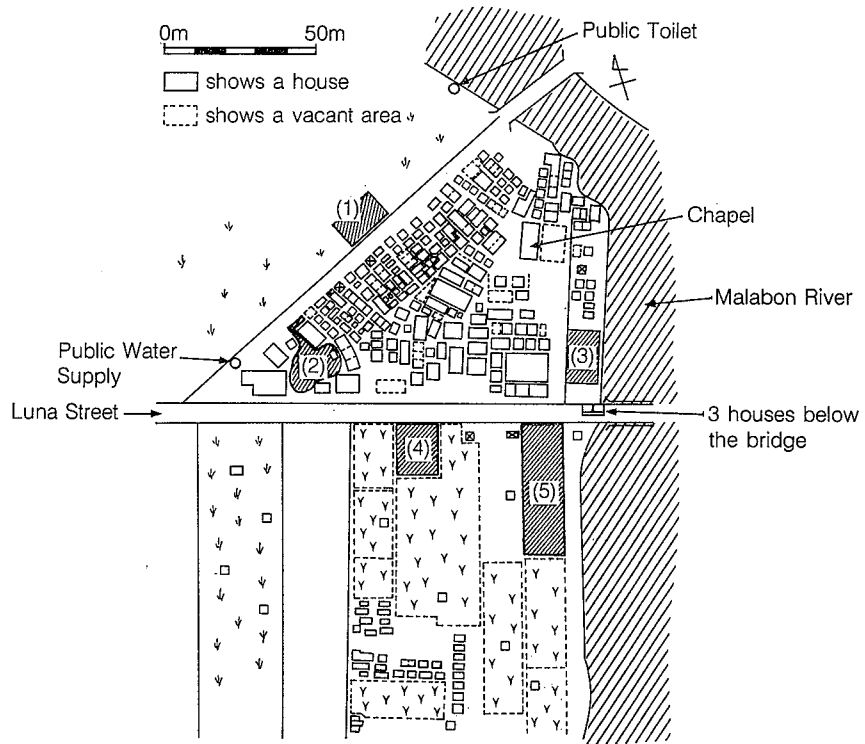 0m 50m
shows a house
shows a vacant area
Public Toilet
(1)
Chapel
Malabon River
Public Water
Supply
(2)
(3)
Luna Street
3 houses below
the bridge
(4)
(5)